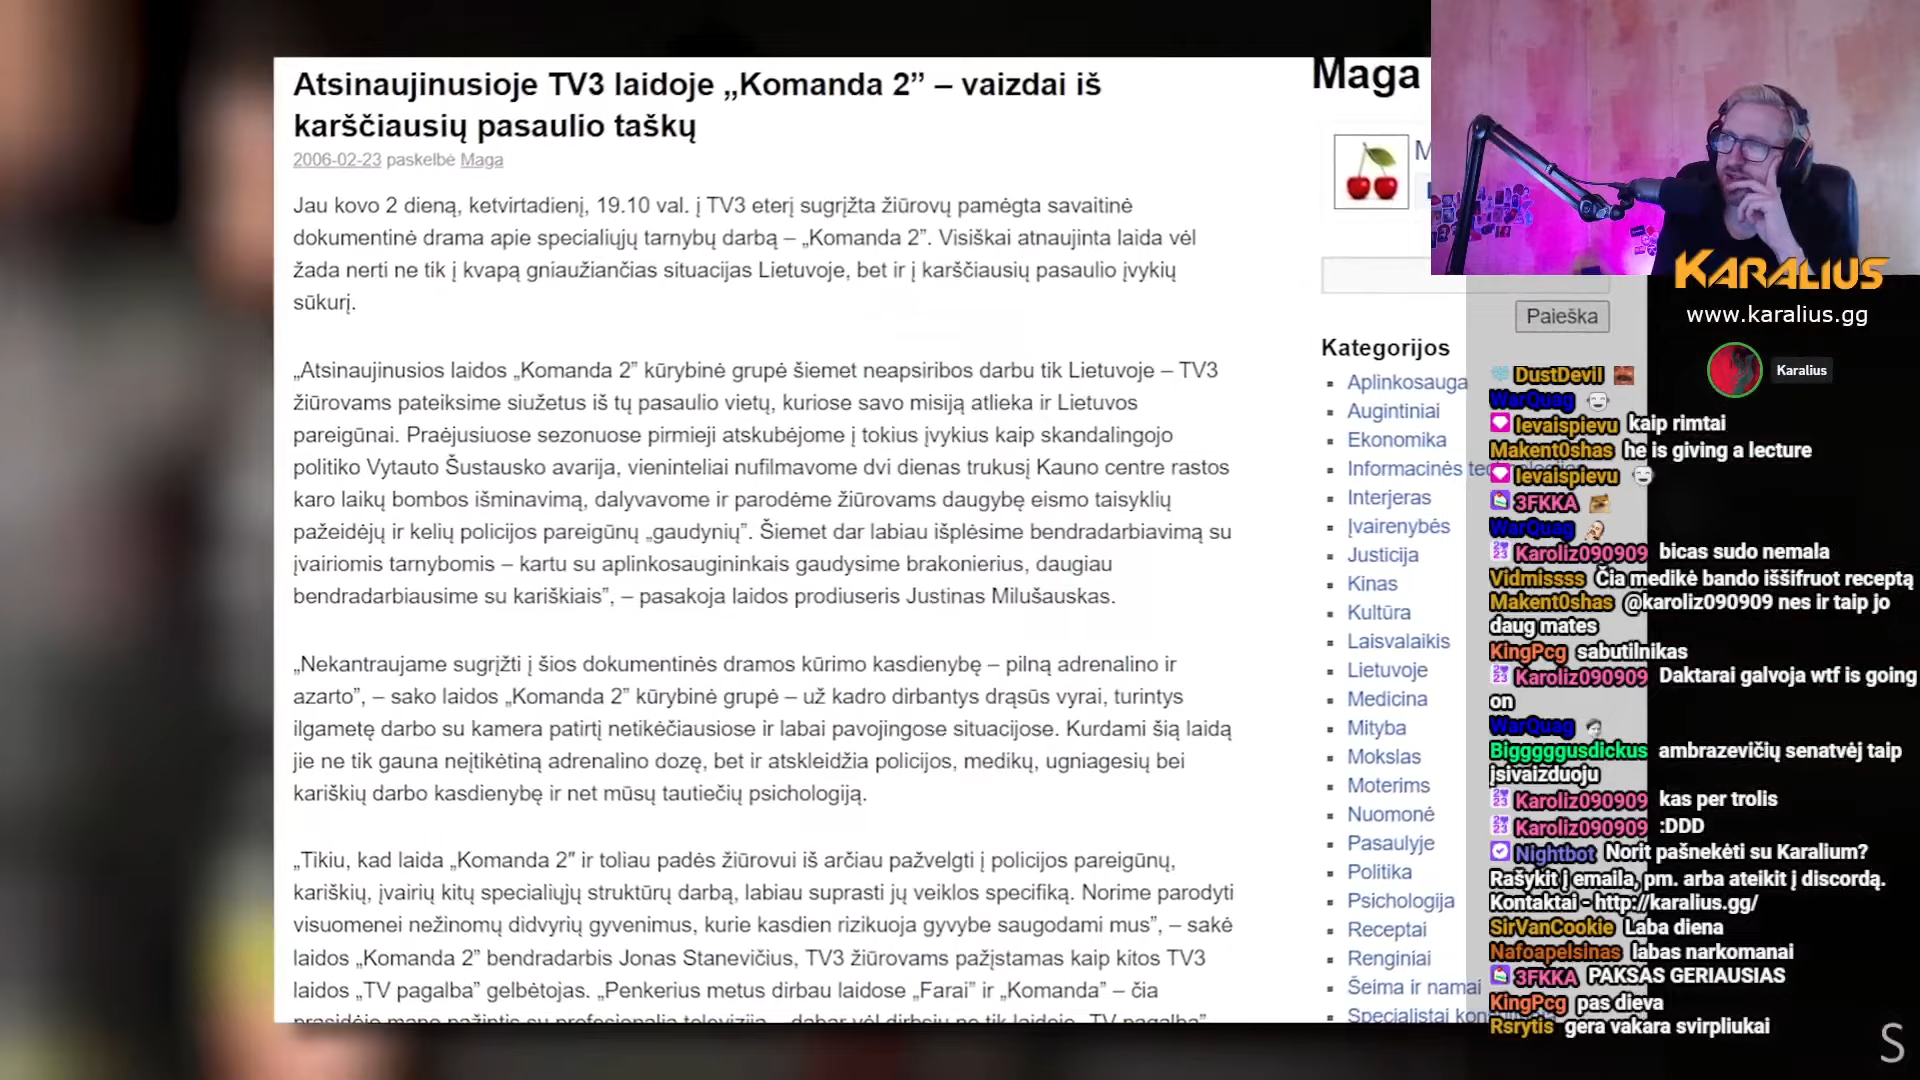 Atsinaujinusioje TV3 laidoje „Komanda 2” – vaizdai iš
karščiausių pasaulio taškų
2006-02-23 paskelbė Maga
Jau kovo 2 dieną, ketvirtadienį, 19.10 val. į TV3 eterį sugrįžta žiūrovų pamėgta savaitinė
dokumentinė drama apie specialiųjų tarnybų darbą – „Komanda 2”. Visiškai atnaujinta laida vėl
žada nerti ne tik į kvapą gniaužiančias situacijas Lietuvoje, bet ir į karščiausių pasaulio įvykių
sūkurį.
„Atsinaujinusios laidos „Komanda 2” kūrybinė grupė šiemet neapsiribos darbu tik Lietuvoje – TV3
žiūrovams pateiksime siužetus iš tų pasaulio vietų, kuriose savo misiją atlieka ir Lietuvos
pareigūnai. Praėjusiuose sezonuose pirmieji atskubėjome į tokius įvykius kaip skandalingojo
politiko Vytauto Šustausko avarija, vieninteliai nufilmavome dvi dienas trukusį Kauno centre rastos
karo laikų bombos išminavimą, dalyvavome ir parodėme žiūrovams daugybę eismo taisyklių
pažeidėjų ir kelių policijos pareigūnų „gaudynių”. Šiemet dar labiau išplėsime bendradarbiavimą su
įvairiomis tarnybomis – kartu su aplinkosaugininkais gaudysime brakonierius, daugiau
bendradarbiausime su kariškiais”, – pasakoja laidos prodiuseris Justinas Milušauskas.
„Nekantraujame sugrįžti į šios dokumentinės dramos kūrimo kasdienybę – pilną adrenalino ir
azarto”, – sako laidos „Komanda 2” kūrybinė grupė – už kadro dirbantys drąsūs vyrai, turintys
ilgametę darbo su kamera patirtį netikėčiausiose ir labai pavojingose situacijose. Kurdami šią laidą
jie ne tik gauna neįtikėtiną adrenalino dozę, bet ir atskleidžia policijos, medikų, ugniagesių bei
kariškių darbo kasdienybę ir net mūsų tautiečių psichologiją.
„Tikiu, kad laida „Komanda 2″ ir toliau padės žiūrovui iš arčiau pažvelgti į policijos pareigūnų,
kariškių, įvairių kitų specialiųjų struktūrų darbą, labiau suprasti jų veiklos specifiką. Norime parodyti
visuomenei nežinomų didvyrių gyvenimus, kurie kasdien rizikuoja gyvybe saugodami mus”, – sakė
laidos „Komanda 2” bendradarbis Jonas Stanevičius, TV3 žiūrovams pažįstamas kaip kitos TV3
laidos „TV pagalba” gelbėtojas. „Penkerius metus dirbau laidose „Farai” ir „Komanda” – čia
prasidėjo mano pažintis su profesionalia televizija – dabar vėl dirbsiu ne tik laidoje „TV pagalba”
Maga
M
Paieška
Kategorijos
Aplinkosauga
Augintiniai
Ekonomika
Informacinės
Interjeras
Įvairenybės
Justicija
Kinas
Kultūra
Laisvalaikis
Lietuvoje
Medicina
Mityba
Mokslas
Moterims
Nuomonė
Pasaulyje
Politika
Psichologija
Receptai
Renginiai
Šeima ir namai
Specialistai
KARALIUS
www.karalius.gg
Karalius
DustDevil
WarQuag
Ievaispievu kaip rimtai
Makent0shas he is giving a lecture
Ievaispievu
3FKKA
WarQuag
Karoliz090909 bicas sudo nemala
Vidmissss Čia medikė bando iššifruot receptą
Makent0shas @karoliz090909 nes ir taip jo
daug mates
KingPcg sabutilnikas
Karoliz090909 Daktarai galvoja wtf is going
on
WarQuag
Bigggggusdickus ambrazevičių senatvėj taip
įsivaizduoju
Karoliz090909 kas per trolis
Karoliz090909 :DDD
Nightbot Norit pašnekėti su Karalium?
Rašykit į emaila, pm. arba ateikit į discordą.
Kontaktai - http://karalius.gg/
SirVanCookie Laba diena
Nafoapelsinas labas narkomanai
3FKKA PAKSAS GERIAUSIAS
KingPcg pas dieva
Rsrytis gera vakara svirpliukai
S